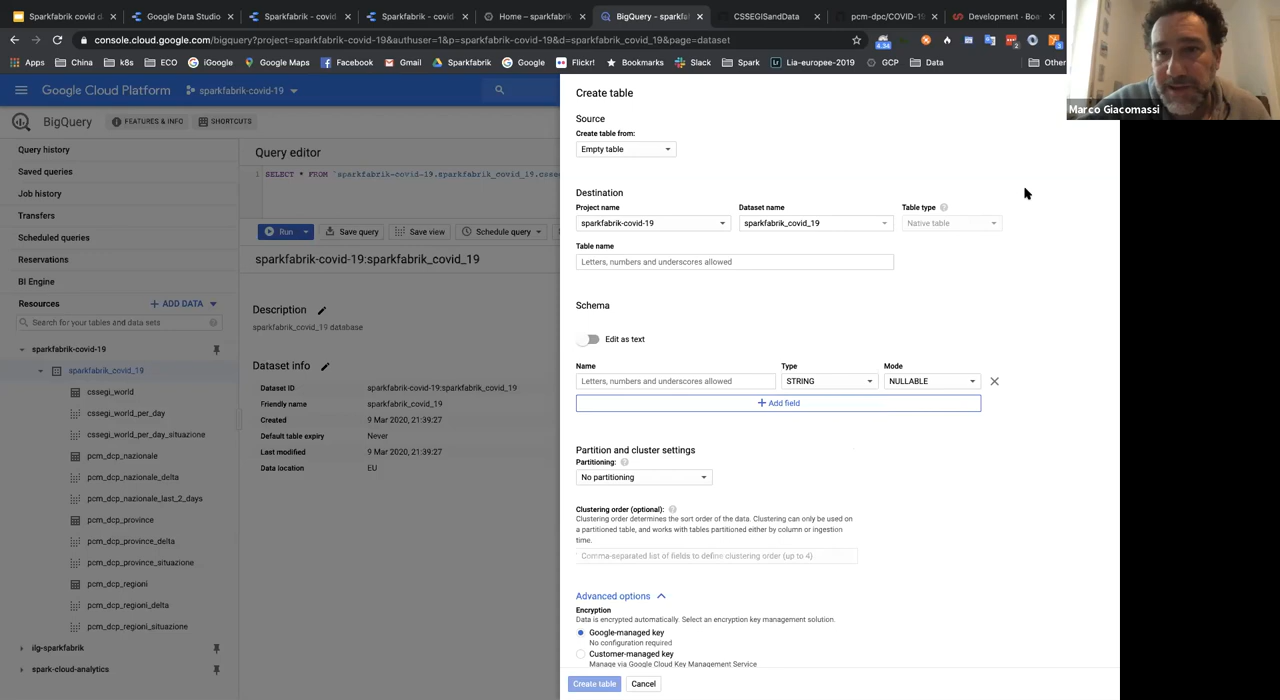 Sparkfabrik covid d
Google Data Studio
Sparkfabrik - covid
Sparkfabrik - covid
Home – sparkfabrik
BigQuery - sparkfa
CSSEGISandData
pcm-dpc/COVID-19
Development - Boa
console.cloud.google.com/bigquery?project=sparkfabrik-covid-19&authuser=1&p=sparkfabrik-covid-19&d=sparkfabrik_covid_19&page=dataset
4.34
2
3
Apps China k8s ECO iGoogle Google Maps Facebook Gmail Sparkfabrik Google Flickr! Bookmarks Slack Spark Lia-europee-2019 GCP Data Other
Marco Giacomassi
Google Cloud Platform sparkfabrik-covid-19
BigQuery FEATURES & INFO SHORTCUTS
Query history
Saved queries
Job history
Transfers
Scheduled queries
Reservations
BI Engine
Resources + ADD DATA
Search for your tables and data sets
sparkfabrik-covid-19
sparkfabrik_covid_19
cssegi_world
cssegi_world_per_day
cssegi_world_per_day_situazione
pcm_dcp_nazionale
pcm_dcp_nazionale_delta
pcm_dcp_nazionale_last_2_days
pcm_dcp_province
pcm_dcp_province_delta
pcm_dcp_province_situazione
pcm_dcp_regioni
pcm_dcp_regioni_delta
pcm_dcp_regioni_situazione
ilg-sparkfabrik
spark-cloud-analytics
Query editor
1 SELECT * FROM `sparkfabrik-covid-19.sparkfabrik_covid_19.csseg
Run Save query Save view Schedule query
sparkfabrik-covid-19:sparkfabrik_covid_19
Description
sparkfabrik_covid_19 database
Dataset info
Dataset ID sparkfabrik-covid-19:sparkfabrik_covid_19
Friendly name sparkfabrik_covid_19
Created 9 Mar 2020, 21:39:27
Default table expiry Never
Last modified 9 Mar 2020, 21:39:27
Data location EU
Create table
Source
Create table from:
Empty table
Destination
Project name Dataset name Table type
sparkfabrik-covid-19 sparkfabrik_covid_19 Native table
Table name
Letters, numbers and underscores allowed
Schema
Edit as text
Name Type Mode
Letters, numbers and underscores allowed STRING NULLABLE
+ Add field
Partition and cluster settings
Partitioning:
No partitioning
Clustering order (optional):
Clustering order determines the sort order of the data. Clustering can only be used
on a partitioned table, and works with tables partitioned either by column or ingestion
time.
Comma-separated list of fields to define clustering order (up to 4)
Advanced options
Encryption
Data is encrypted automatically. Select an encryption key management solution.
Google-managed key
No configuration required
Customer-managed key
Manage via Google Cloud Key Management Service
Create table Cancel